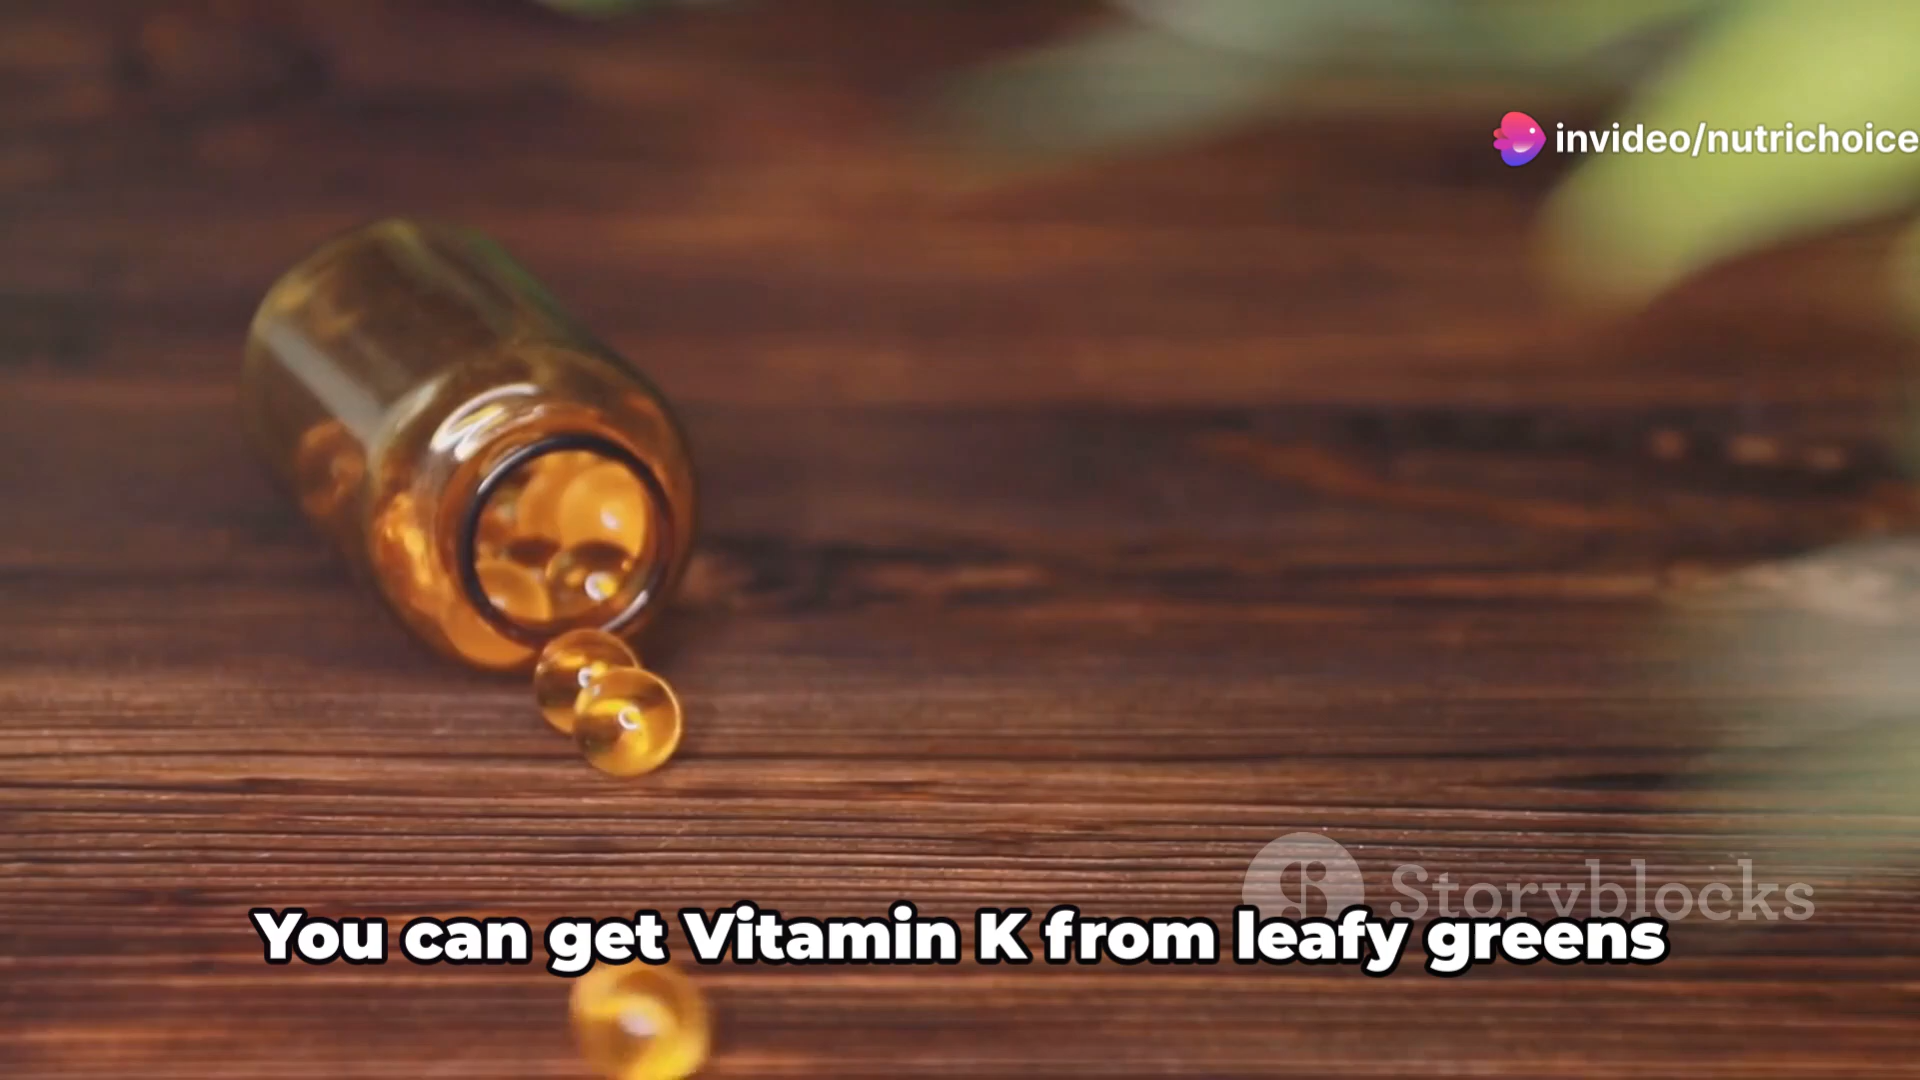 invideo/nutrichoice
Storyblocks
You can get Vitamin K from leafy greens